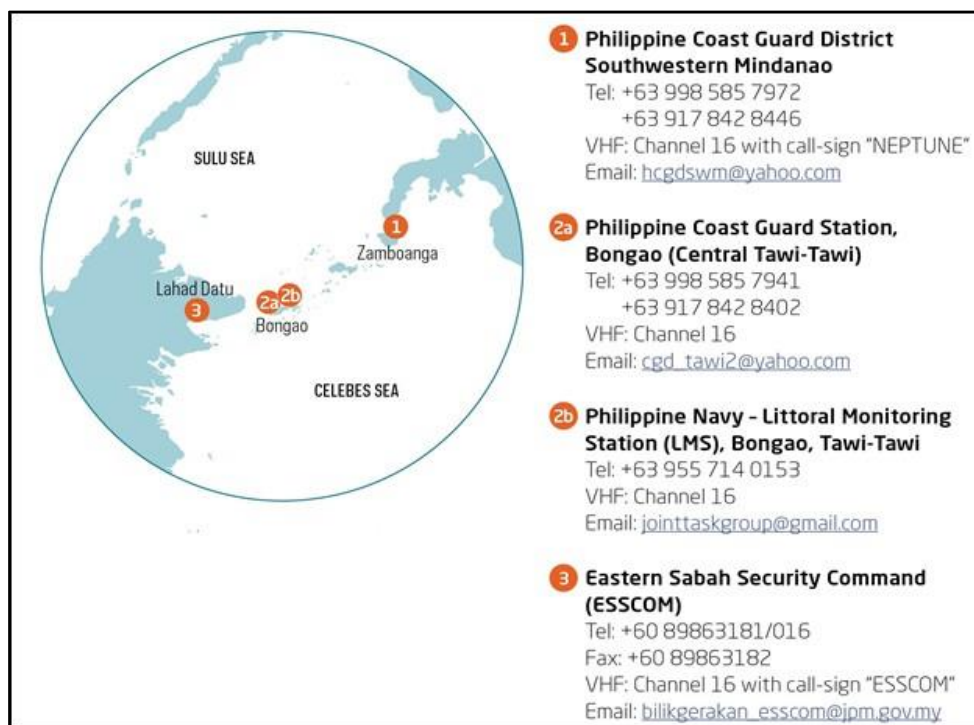 SULU SEA
1
Zamboanga
Lahad Datu
3
2a
2b
Bongao
CELEBES SEA
1 Philippine Coast Guard District
Southwestern Mindanao
Tel: +63 998 585 7972
+63 917 842 8446
VHF: Channel 16 with call-sign "NEPTUNE"
Email: hcgdswm@yahoo.com
2a Philippine Coast Guard Station,
Bongao (Central Tawi-Tawi)
Tel: +63 998 585 7941
+63 917 842 8402
VHF: Channel 16
Email: cgd_tawi2@yahoo.com
2b Philippine Navy – Littoral Monitoring
Station (LMS), Bongao, Tawi-Tawi
Tel: +63 955 714 0153
VHF: Channel 16
Email: jointtaskgroup@gmail.com
3 Eastern Sabah Security Command
(ESSCOM)
Tel: +60 89863181/016
Fax: +60 89863182
VHF: Channel 16 with call-sign "ESSCOM"
Email: bilikgerakan_esscom@jpm.gov.my